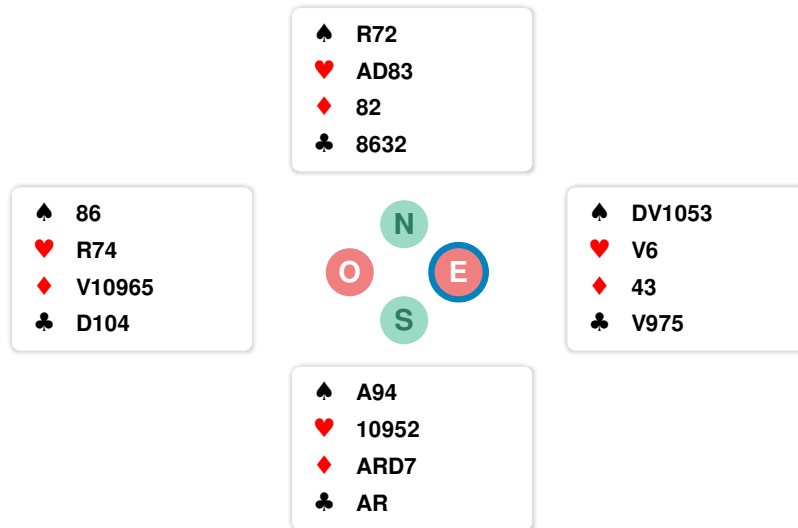 ♠ R72
♥ AD83
♦ 82
♣ 8632
♠ 86
♥ R74
♦ V10965
♣ D104
N
O
E
S
♠ DV1053
♥ V6
♦ 43
♣ V975
♠ A94
♥ 10952
♦ ARD7
♣ AR